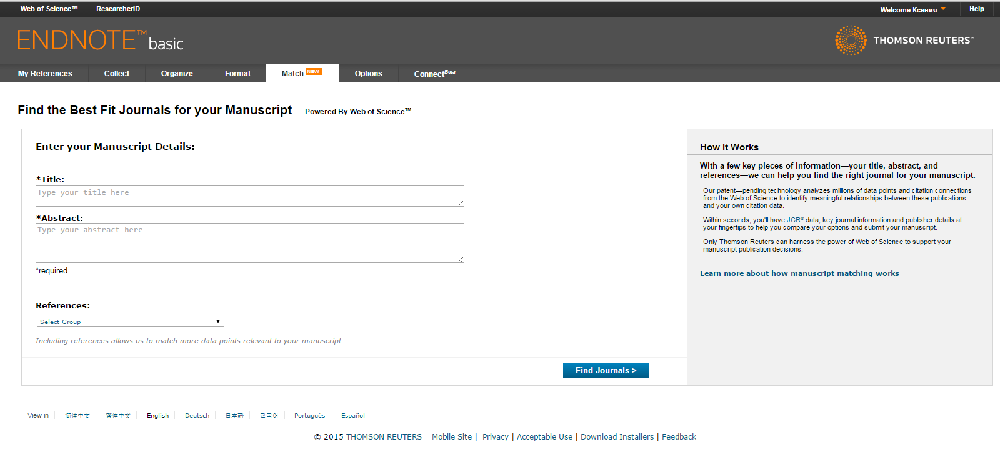 Web of Science™ ResearcherID Welcome Ксения Help
ENDNOTE™ basic THOMSON REUTERS™
My References Collect Organize Format Match NEW! Options Connect Beta
Find the Best Fit Journals for your Manuscript Powered By Web of Science™
Enter your Manuscript Details:
*Title:
Type your title here
*Abstract:
Type your abstract here
*required
References:
Select Group
Including references allows us to match more data points relevant to your manuscript
Find Journals >
How It Works
With a few key pieces of information—your title, abstract, and
references—we can help you find the right journal for your manuscript.
Our patent—pending technology analyzes millions of data points and citation connections
from the Web of Science to identify meaningful relationships between these publications
and your own citation data.
Within seconds, you'll have JCR® data, key journal information and publisher details at
your fingertips to help you compare your options and submit your manuscript.
Only Thomson Reuters can harness the power of Web of Science to support your
manuscript publication decisions.
Learn more about how manuscript matching works
View in 简体中文 繁体中文 English Deutsch 日本語 한국어 Português Español
© 2015 THOMSON REUTERS Mobile Site | Privacy | Acceptable Use | Download Installers | Feedback